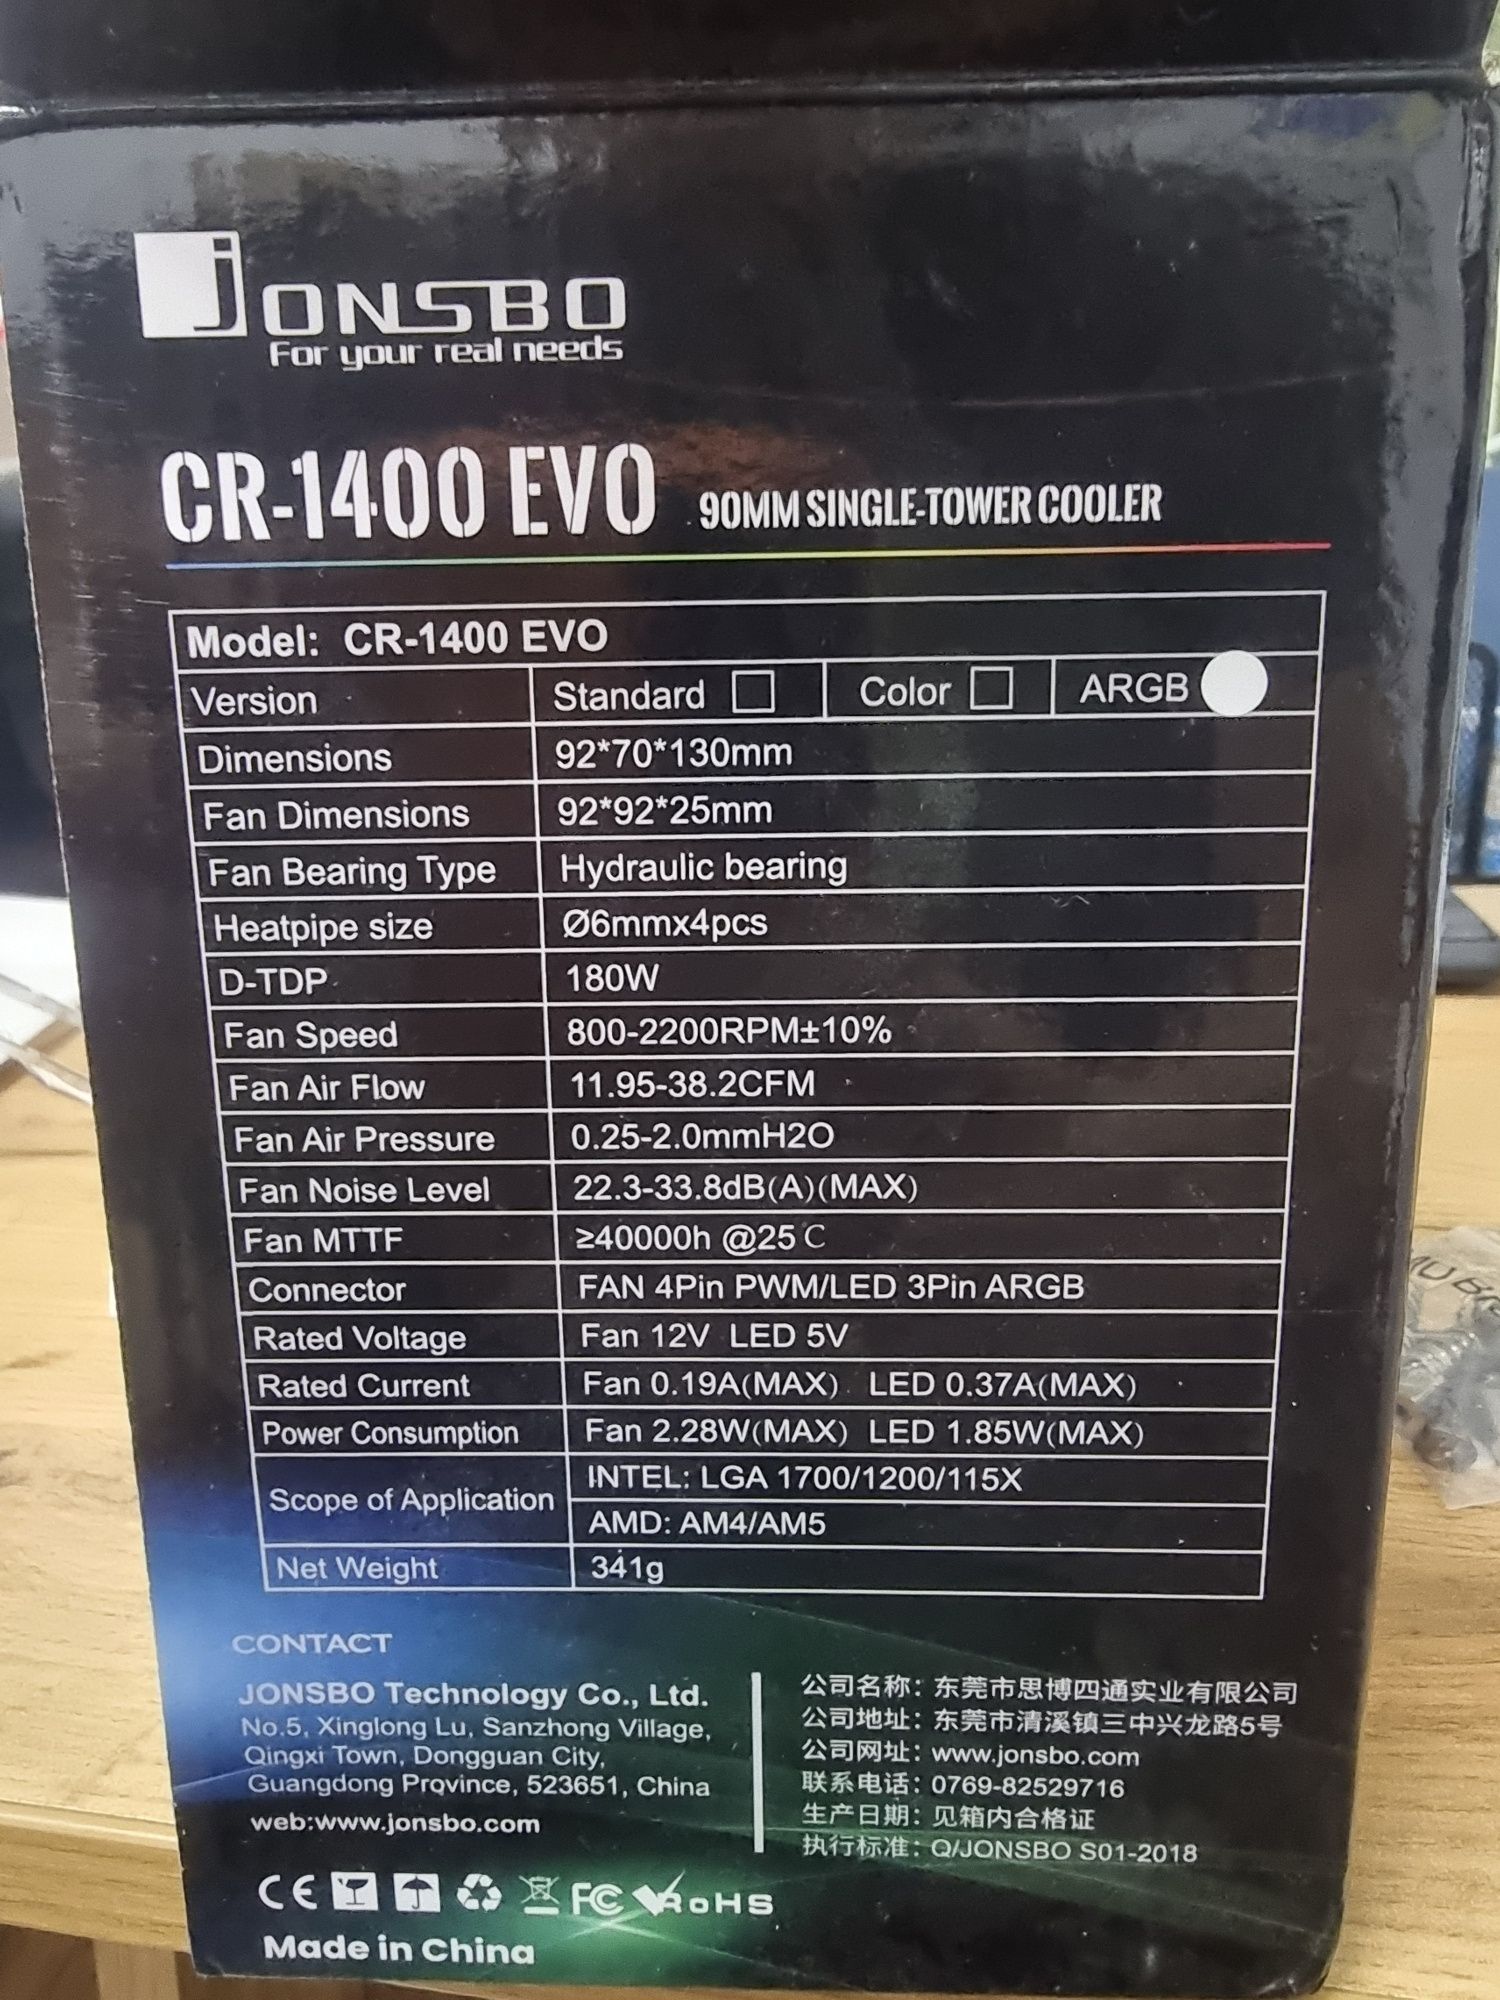 JONSBO
For your real needs
CR-1400 EVO 90MM SINGLE-TOWER COOLER
Model: CR-1400 EVO
Version Standard Color ARGB
Dimensions 92*70*130mm
Fan Dimensions 92*92*25mm
Fan Bearing Type Hydraulic bearing
Heatpipe size Ø6mmx4pcs
D-TDP 180W
Fan Speed 800-2200RPM±10%
Fan Air Flow 11.95-38.2CFM
Fan Air Pressure 0.25-2.0mmH2O
Fan Noise Level 22.3-33.8dB(A)(MAX)
Fan MTTF ≥40000h @25℃
Connector FAN 4Pin PWM/LED 3Pin ARGB
Rated Voltage Fan 12V LED 5V
Rated Current Fan 0.19A(MAX) LED 0.37A(MAX)
Power Consumption Fan 2.28W(MAX) LED 1.85W(MAX)
Scope of Application INTEL: LGA 1700/1200/115X
AMD: AM4/AM5
Net Weight 341g
CONTACT
JONSBO Technology Co., Ltd.
No.5, Xinglong Lu, Sanzhong Village,
Qingxi Town, Dongguan City,
Guangdong Province, 523651, China
web:www.jonsbo.com
公司名称：东莞市思博四通实业有限公司
公司地址：东莞市清溪镇三中兴龙路5号
公司网址：www.jonsbo.com
联系电话：0769-82529716
生产日期：见箱内合格证
执行标准：Q/JONSBO S01-2018
CE FC RoHS
Made in China